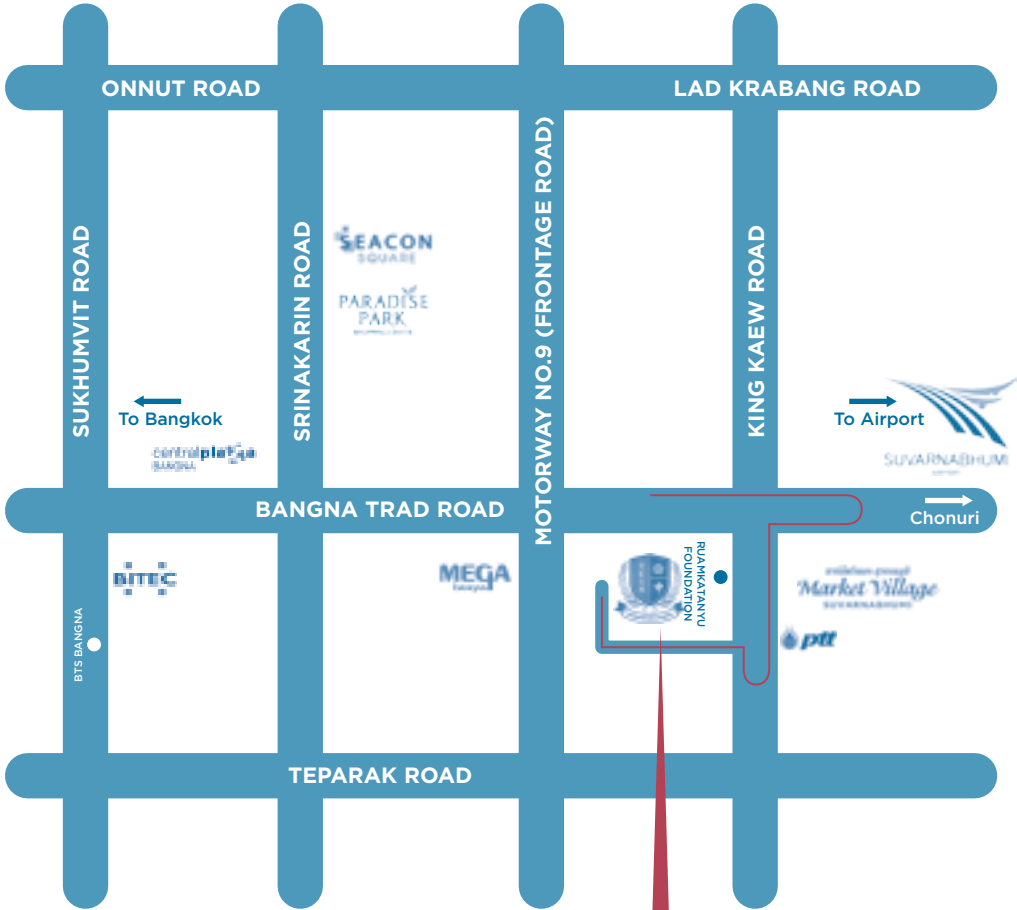 ONNUT ROAD
LAD KRABANG ROAD
SUKHUMVIT ROAD
SRINAKARIN ROAD
MOTORWAY NO.9 (FRONTAGE ROAD)
KING KAEW ROAD
SEACON
SQUARE
PARADISE
PARK
To Bangkok
To Airport
centralplaza
BANGNA
SUVARNABHUMI
BANGNA TRAD ROAD
Chonuri
BITEC
MEGA
RUAMKATANYU
FOUNDATION
Market Village
SUVARNABHUMI
ptt
BTS BANGNA
TEPARAK ROAD